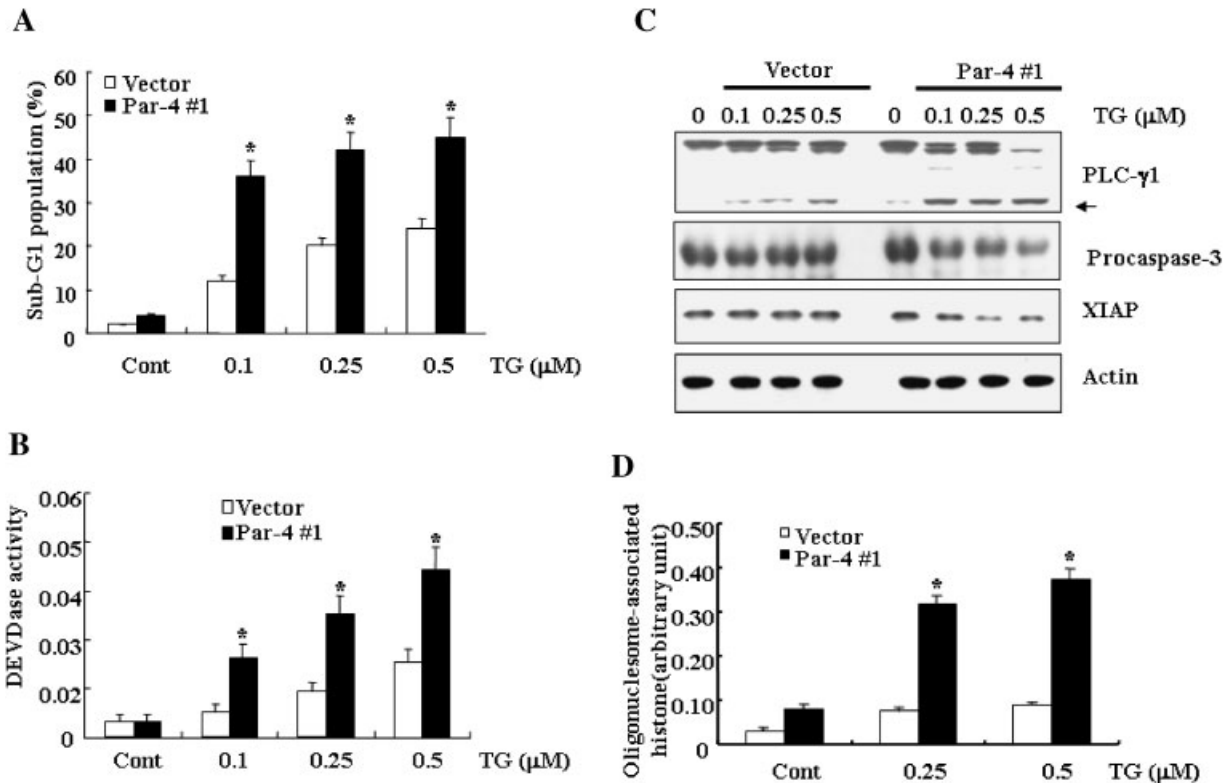 A
Vector
Par-4 #1
Sub-G1 population (%)
60
50
40
30
20
10
0
* * *
Cont 0.1 0.25 0.5 TG (μM)
B
Vector
Par-4 #1
DEVDase activity
0.06
0.05
0.03
0.02
0
* * *
Cont 0.1 0.25 0.5 TG (μM)
C
Vector Par-4 #1
0 0.1 0.25 0.5 0 0.1 0.25 0.5 TG (μM)
PLC-γ1
Procaspase-3
XIAP
Actin
D
Vector
Par-4 #1
Oligonuclesome-associated
histone(arbitrary unit)
0.50
0.40
0.30
0.20
0.10
0
* *
Cont 0.25 0.5 TG (μM)